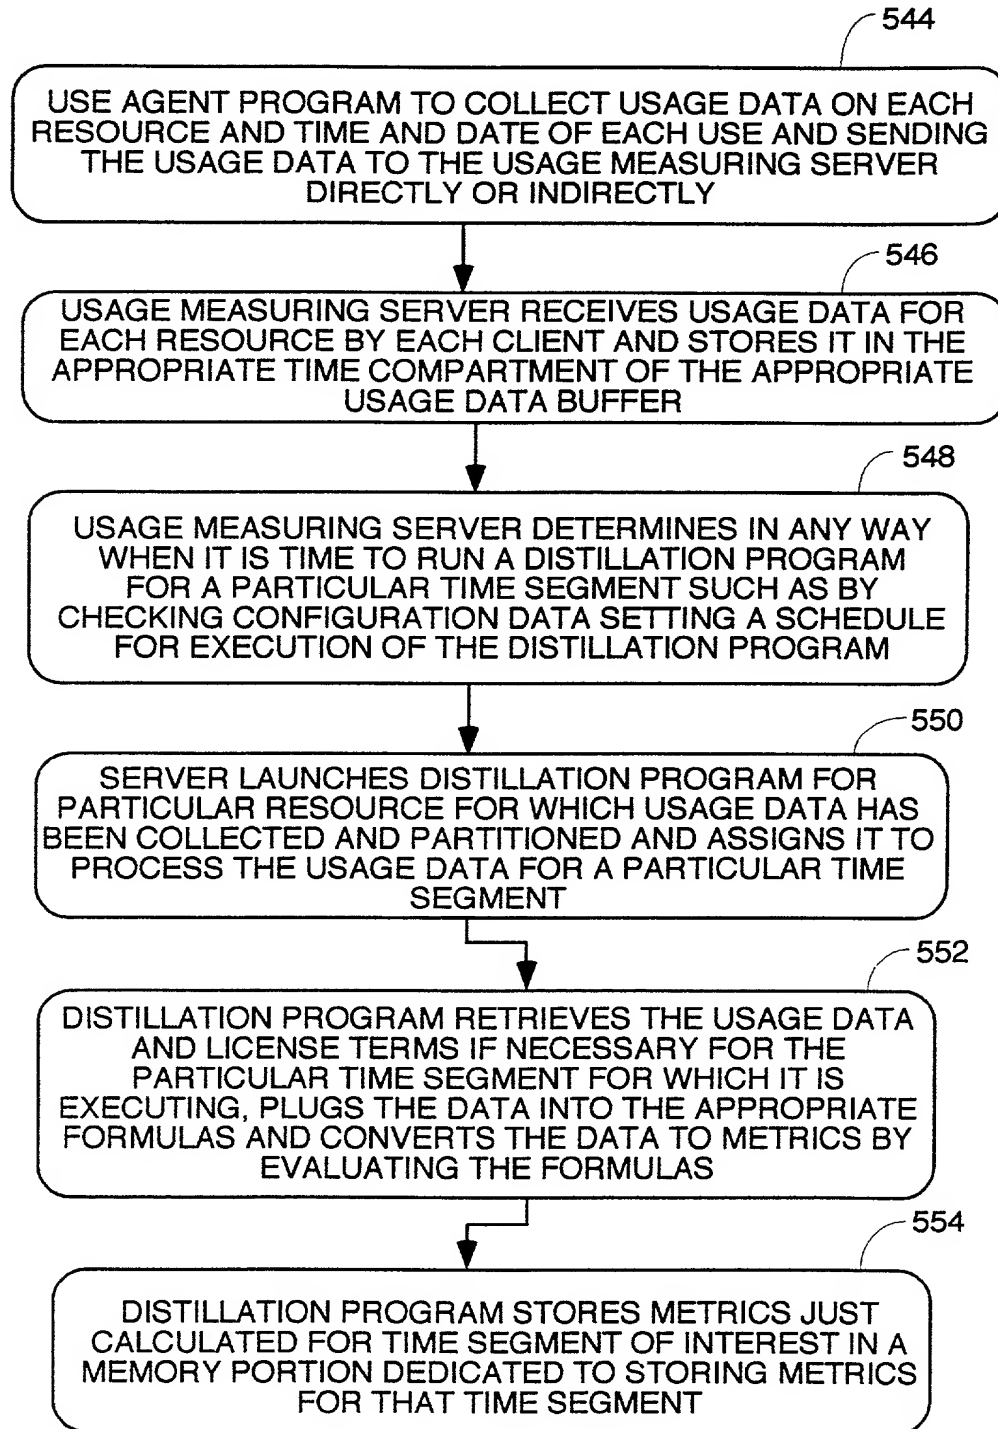 544
USE AGENT PROGRAM TO COLLECT USAGE DATA ON EACH
RESOURCE AND TIME AND DATE OF EACH USE AND SENDING
THE USAGE DATA TO THE USAGE MEASURING SERVER
DIRECTLY OR INDIRECTLY
546
USAGE MEASURING SERVER RECEIVES USAGE DATA FOR
EACH RESOURCE BY EACH CLIENT AND STORES IT IN THE
APPROPRIATE TIME COMPARTMENT OF THE APPROPRIATE
USAGE DATA BUFFER
548
USAGE MEASURING SERVER DETERMINES IN ANY WAY
WHEN IT IS TIME TO RUN A DISTILLATION PROGRAM
FOR A PARTICULAR TIME SEGMENT SUCH AS BY
CHECKING CONFIGURATION DATA SETTING A SCHEDULE
FOR EXECUTION OF THE DISTILLATION PROGRAM
550
SERVER LAUNCHES DISTILLATION PROGRAM FOR
PARTICULAR RESOURCE FOR WHICH USAGE DATA HAS
BEEN COLLECTED AND PARTITIONED AND ASSIGNS IT TO
PROCESS THE USAGE DATA FOR A PARTICULAR TIME
SEGMENT
552
DISTILLATION PROGRAM RETRIEVES THE USAGE DATA
AND LICENSE TERMS IF NECESSARY FOR THE
PARTICULAR TIME SEGMENT FOR WHICH IT IS
EXECUTING, PLUGS THE DATA INTO THE APPROPRIATE
FORMULAS AND CONVERTS THE DATA TO METRICS BY
EVALUATING THE FORMULAS
554
DISTILLATION PROGRAM STORES METRICS JUST
CALCULATED FOR TIME SEGMENT OF INTEREST IN A
MEMORY PORTION DEDICATED TO STORING METRICS
FOR THAT TIME SEGMENT